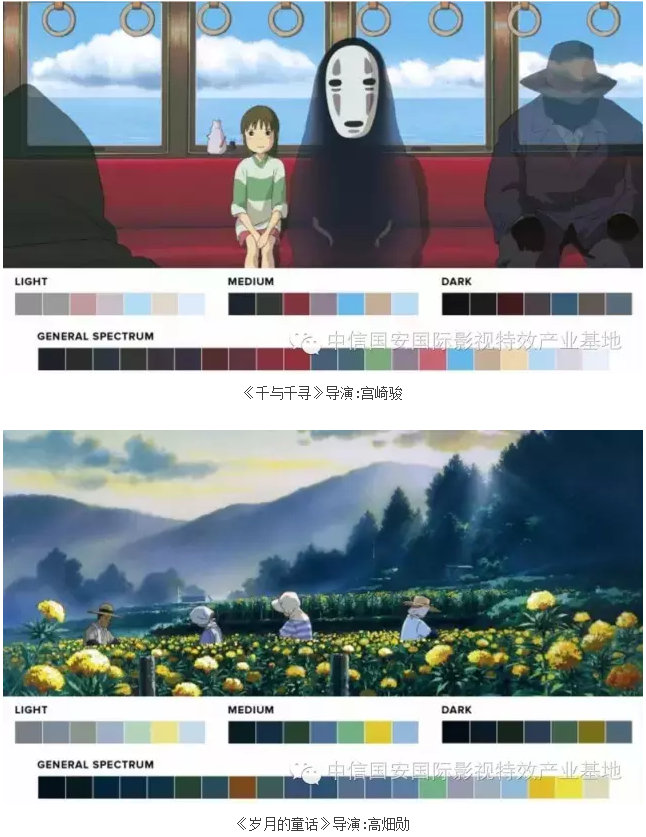 LIGHT MEDIUM DARK
GENERAL SPECTRUM
中信国安国际影视特效产业基地
《千与千寻》导演:宫崎骏
LIGHT MEDIUM DARK
GENERAL SPECTRUM
中信国安国际影视特效产业基地
《岁月的童话》导演:高畑勋